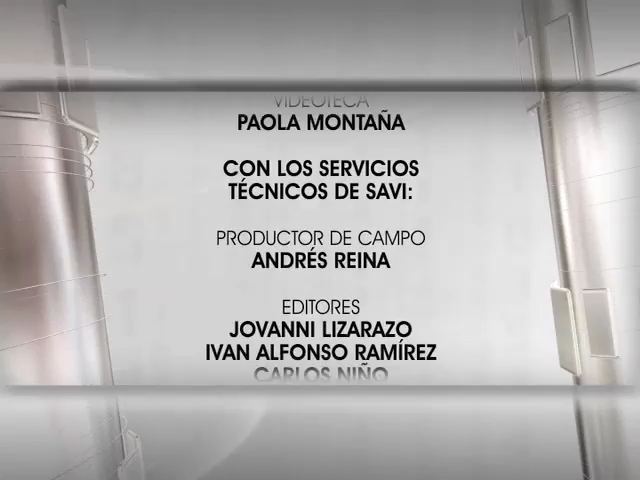 VIDEOTECA
PAOLA MONTAÑA
CON LOS SERVICIOS
TÉCNICOS DE SAVI:
PRODUCTOR DE CAMPO
ANDRÉS REINA
EDITORES
JOVANNI LIZARAZO
IVAN ALFONSO RAMÍREZ
CARLOS NIÑO